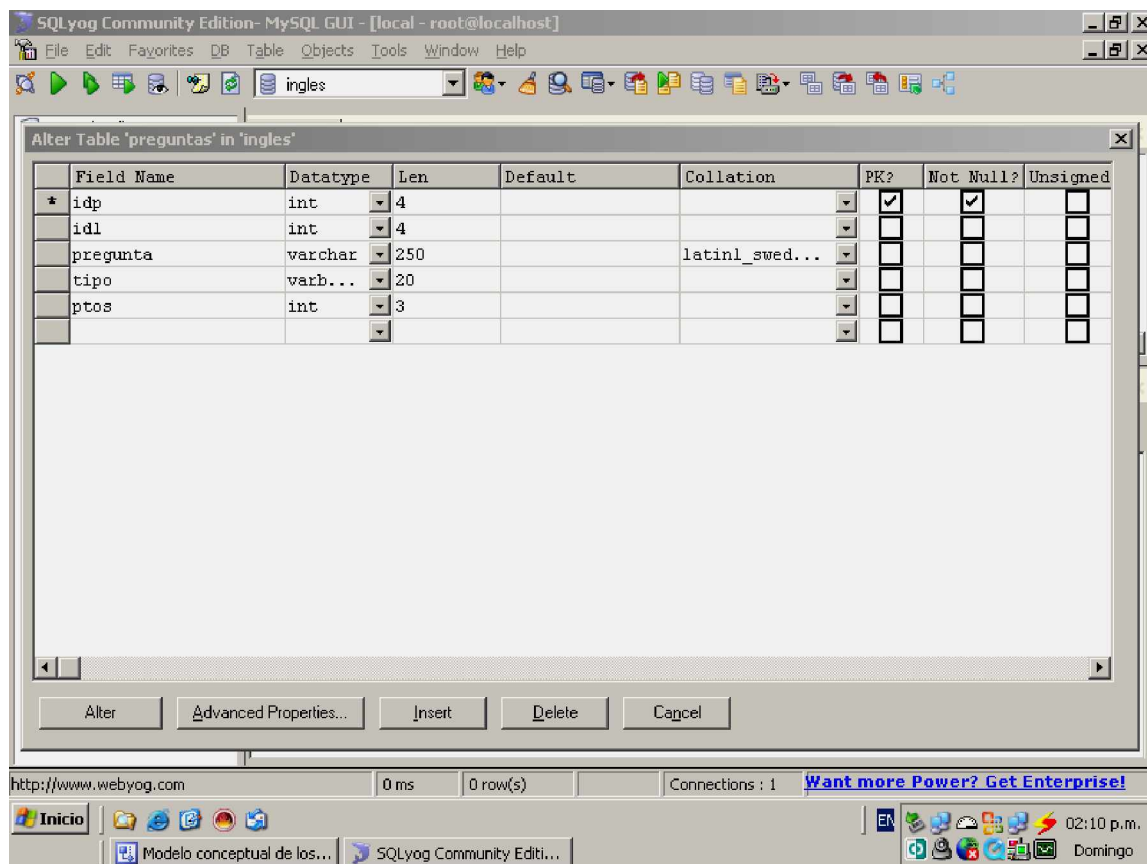 SQLyog Community Edition- MySQL GUI - [local - root@localhost]
File Edit Favorites DB Table Objects Tools Window Help
ingles
Alter Table 'preguntas' in 'ingles'
Field Name Datatype Len Default Collation PK? Not Null? Unsigned
* idp int 4
idl int 4
pregunta varchar 250 latin1_swed...
tipo varb... 20
ptos int 3
Alter Advanced Properties... Insert Delete Cancel
http://www.webyog.com 0 ms 0 row(s) Connections : 1 Want more Power? Get Enterprise!
Inicio EN 02:10 p.m.
Modelo conceptual de los... SQLyog Community Editi... Domingo